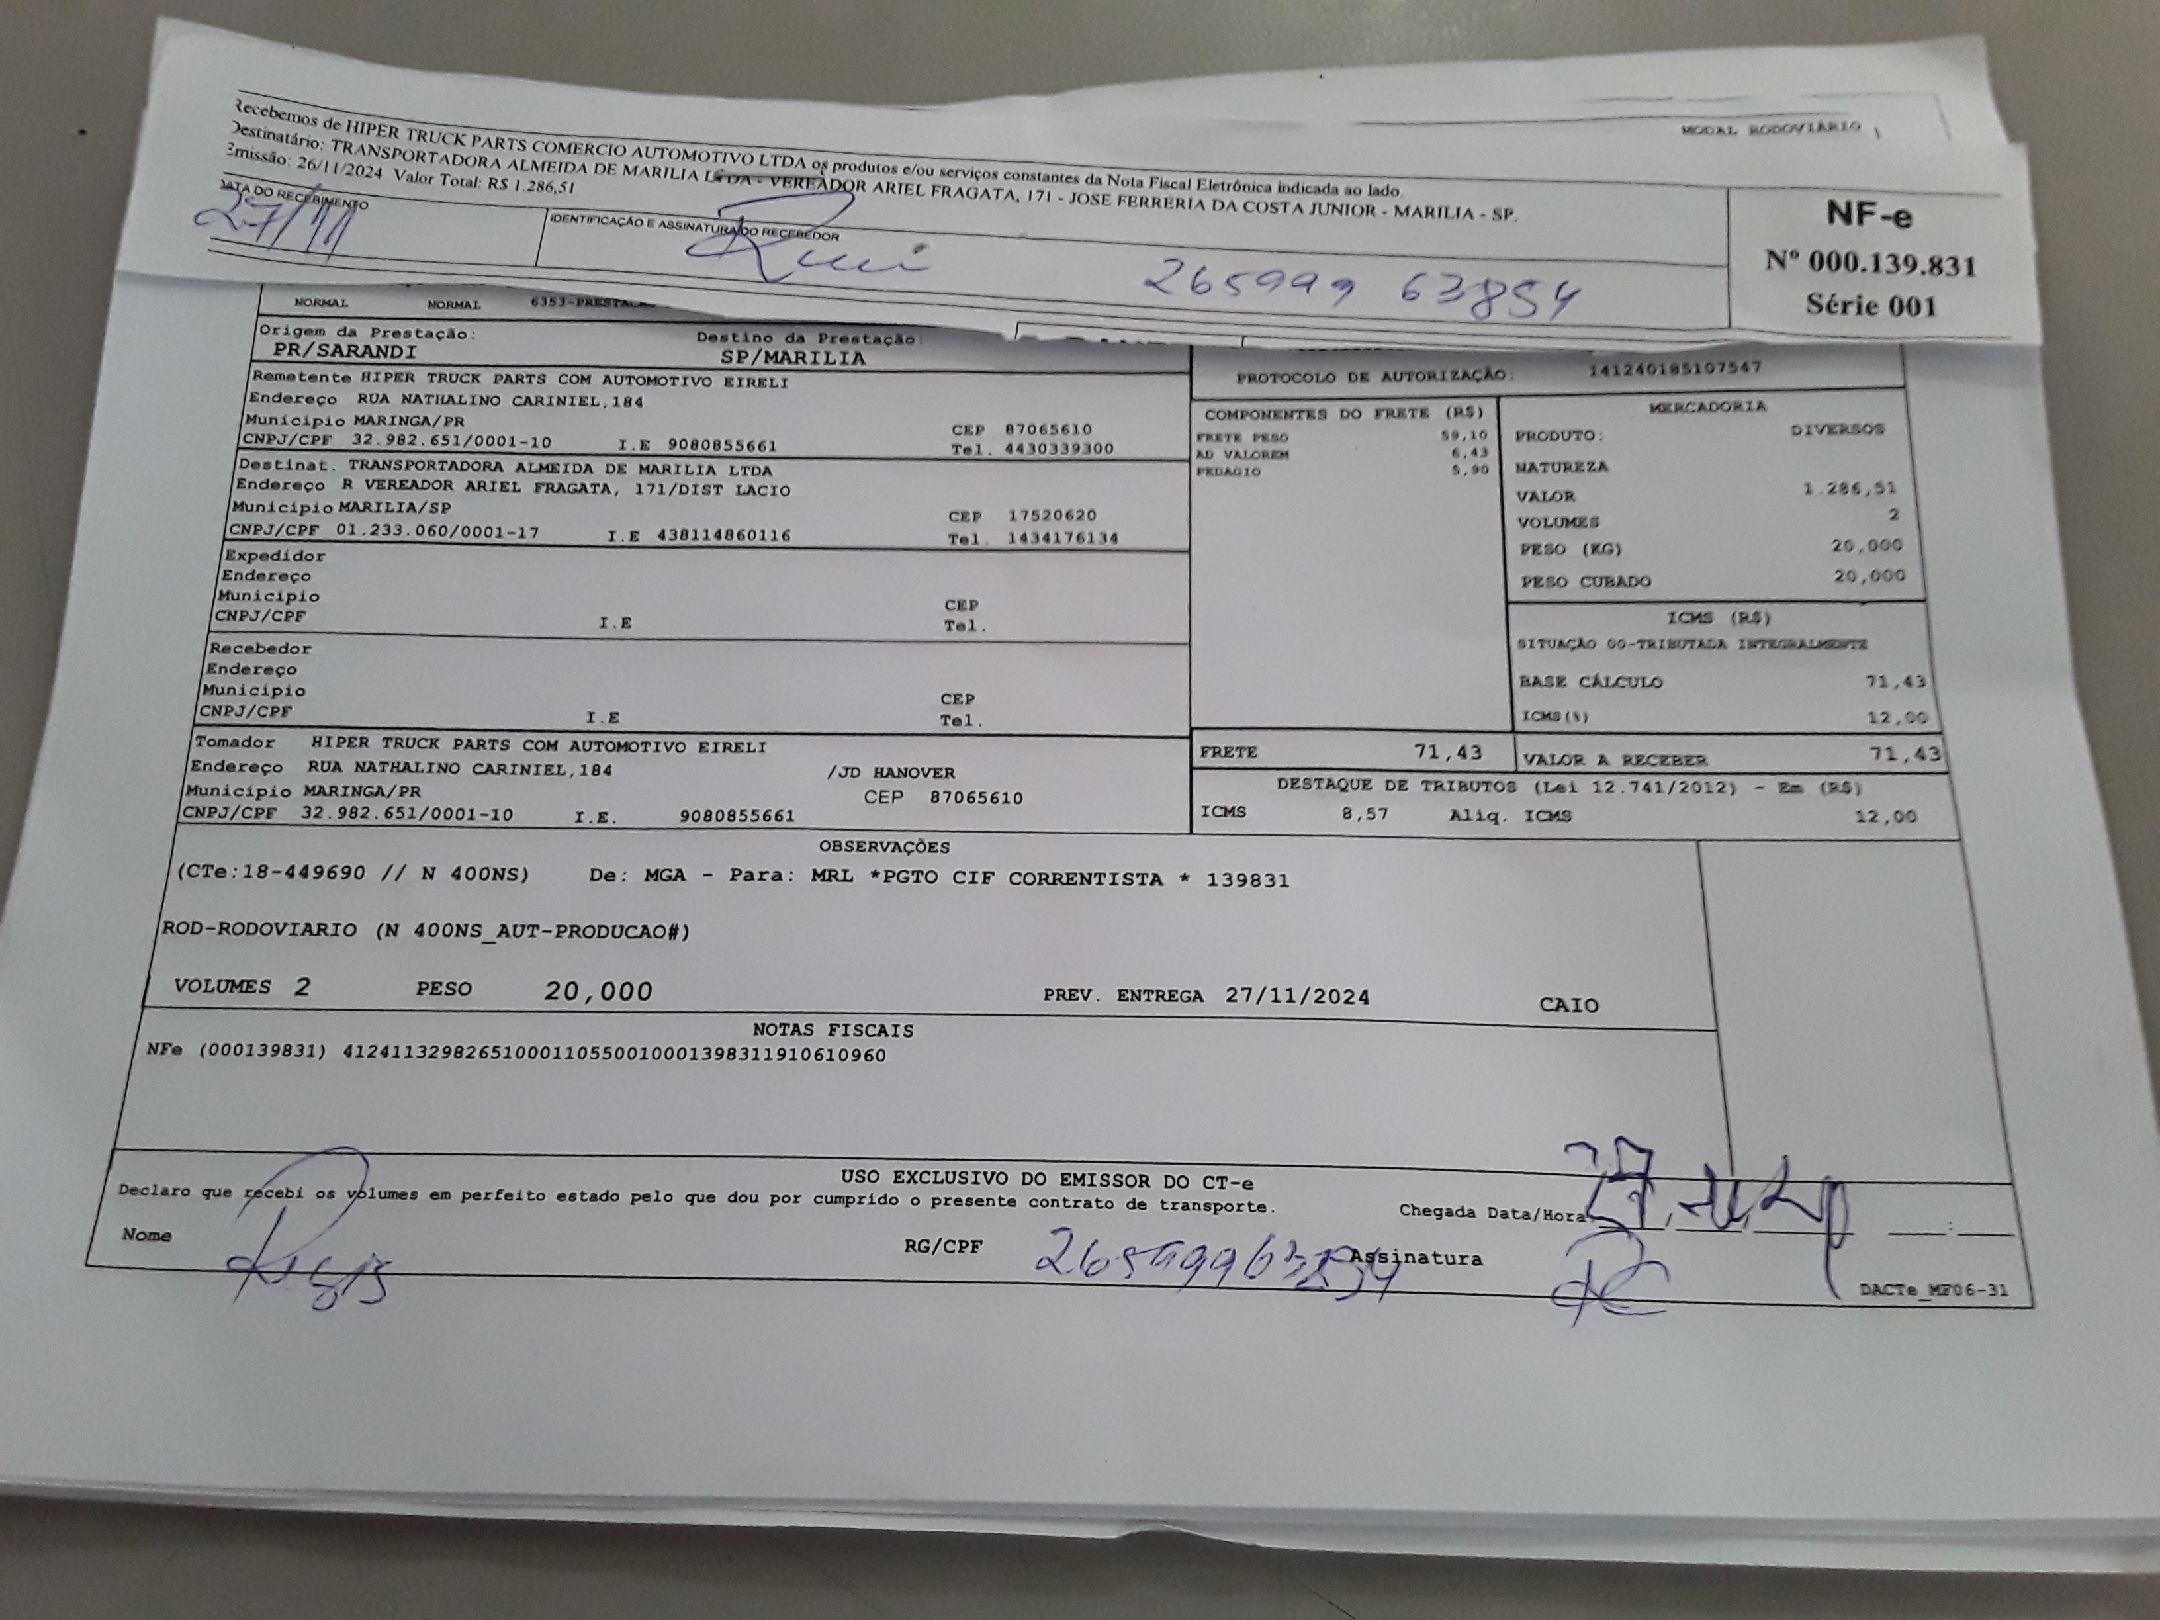 MODAL RODOVIÁRIO
Recebemos de HIPER TRUCK PARTS COMERCIO AUTOMOTIVO LTDA os produtos e/ou serviços constantes da Nota Fiscal Eletrônica indicada ao lado
Destinatário: TRANSPORTADORA ALMEIDA DE MARILIA LTDA - VEREADOR ARIEL FRAGATA, 171 - JOSE FERRERIA DA COSTA JUNIOR - MARILIA - SP.
Emissão: 26/11/2024 Valor Total: R$ 1.286,51
DATA DO RECEBIMENTO
27/11
IDENTIFICAÇÃO E ASSINATURA DO RECEBEDOR
265999 63854
NF-e
Nº 000.139.831
Série 001
NORMAL NORMAL 6353-PRESTAÇÃO
Origem da Prestação: Destino da Prestação:
PR/SARANDI SP/MARILIA
Remetente HIPER TRUCK PARTS COM AUTOMOTIVO EIRELI
Endereço RUA NATHALINO CARINIEL,184
Município MARINGA/PR CEP 87065610
CNPJ/CPF 32.982.651/0001-10 I.E 9080855661 Tel. 4430339300
Destinat. TRANSPORTADORA ALMEIDA DE MARILIA LTDA
Endereço R VEREADOR ARIEL FRAGATA, 171/DIST LACIO
Município MARILIA/SP CEP 17520620
CNPJ/CPF 01.233.060/0001-17 I.E 438114860116 Tel. 1434176134
Expedidor
Endereço
Município CEP
CNPJ/CPF I.E Tel.
Recebedor
Endereço
Município CEP
CNPJ/CPF I.E Tel.
Tomador HIPER TRUCK PARTS COM AUTOMOTIVO EIRELI
Endereço RUA NATHALINO CARINIEL,184 /JD HANOVER
Município MARINGA/PR CEP 87065610
CNPJ/CPF 32.982.651/0001-10 I.E. 9080855661
PROTOCOLO DE AUTORIZAÇÃO: 141240185107547
COMPONENTES DO FRETE (R$)
FRETE PESO 59,10
AD VALOREM 6,43
PEDAGIO 5,90
MERCADORIA
PRODUTO: DIVERSOS
NATUREZA
VALOR 1.286,51
VOLUMES 2
PESO (KG) 20,000
PESO CUBADO 20,000
ICMS (R$)
SITUAÇÃO 00-TRIBUTADA INTEGRALMENTE
BASE CÁLCULO 71,43
ICMS(%) 12,00
FRETE 71,43 VALOR A RECEBER 71,43
DESTAQUE DE TRIBUTOS (Lei 12.741/2012) - Em (R$)
ICMS 8,57 Aliq. ICMS 12,00
OBSERVAÇÕES
(CTe:18-449690 // N 400NS) De: MGA - Para: MRL *PGTO CIF CORRENTISTA * 139831
ROD-RODOVIARIO (N 400NS_AUT-PRODUCAO#)
VOLUMES 2 PESO 20,000 PREV. ENTREGA 27/11/2024 CAIO
NOTAS FISCAIS
NFe (000139831) 41241132982651000110550010001398311910610960
USO EXCLUSIVO DO EMISSOR DO CT-e
Declaro que recebi os volumes em perfeito estado pelo que dou por cumprido o presente contrato de transporte.
Chegada Data/Hora
Nome Regis RG/CPF 26599963854 Assinatura
DACTe_MF06-31